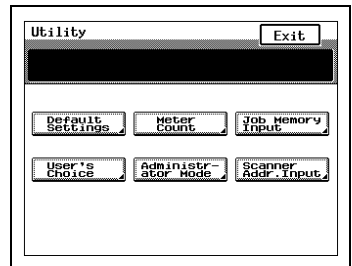 Utility
Exit
Default
Settings
Meter
Count
Job Memory
Input
User's
Choice
Administr-
ator Mode
Scanner
Addr.Input